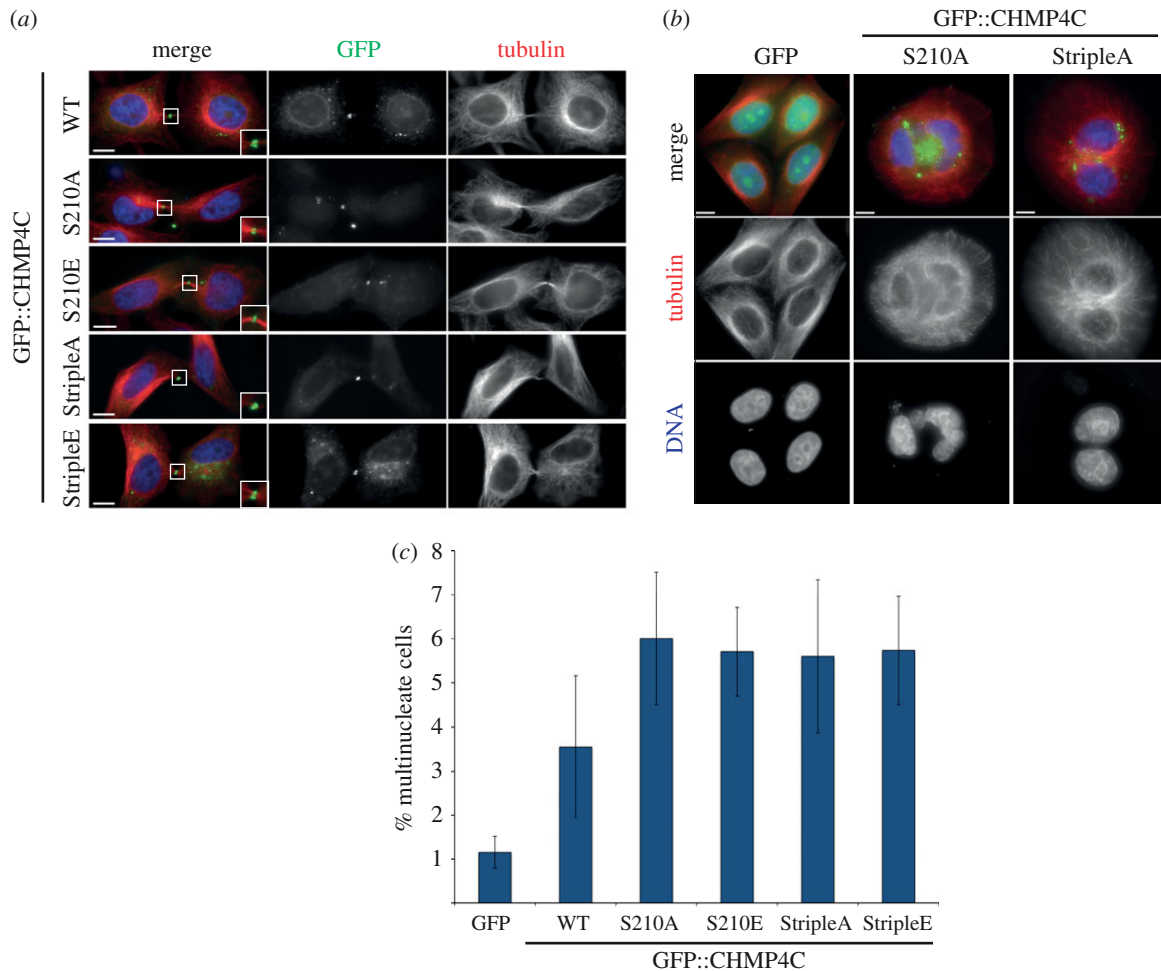 (a)
merge GFP tubulin
GFP::CHMP4C
WT
S210A
S210E
StripleA
StripleE
(b)
GFP::CHMP4C
GFP S210A StripleA
merge
tubulin
DNA
(c)
% multinucleate cells
8
7
6
5
4
3
2
1
GFP WT S210A S210E StripleA StripleE
GFP::CHMP4C